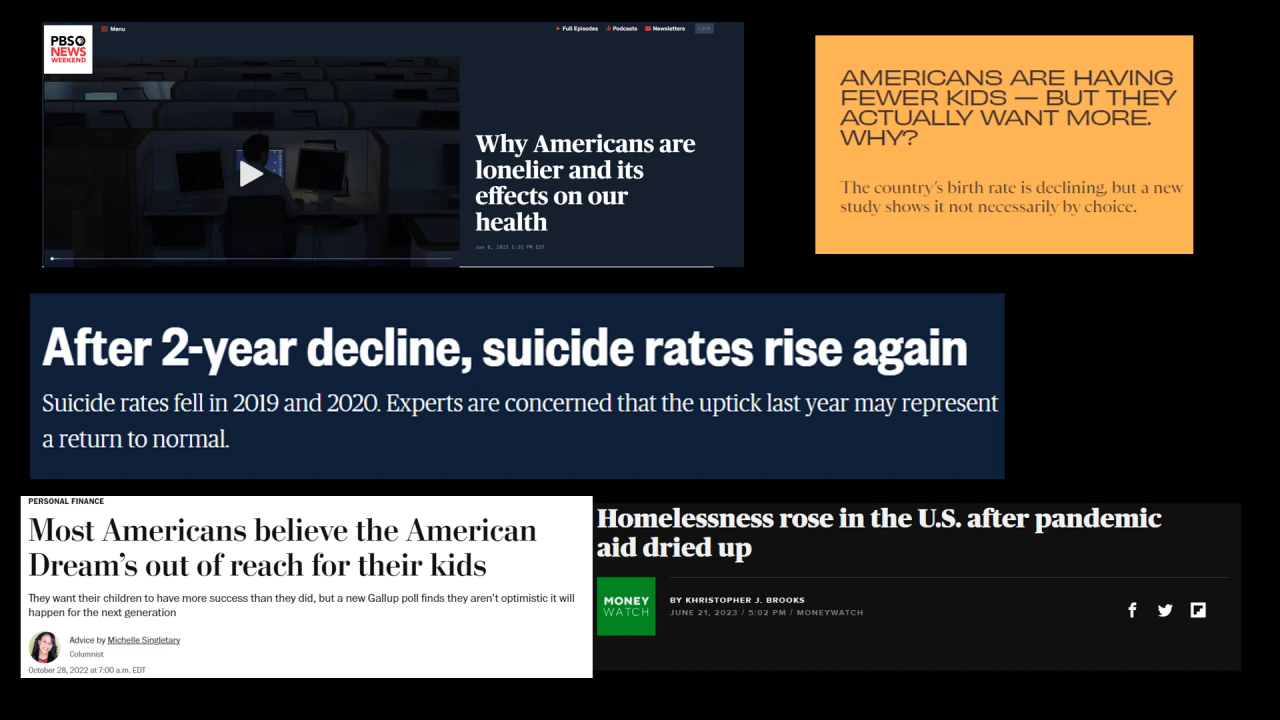 PBS
NEWS
WEEKEND
Menu
Full Episodes
Podcasts
Newsletters
Live
Why Americans are
lonelier and its
effects on our
health
Jan 8, 2023 5:35 PM EDT
AMERICANS ARE HAVING
FEWER KIDS — BUT THEY
ACTUALLY WANT MORE.
WHY?
The country's birth rate is declining, but a new
study shows it not necessarily by choice.
After 2-year decline, suicide rates rise again
Suicide rates fell in 2019 and 2020. Experts are concerned that the uptick last year may represent
a return to normal.
PERSONAL FINANCE
Most Americans believe the American
Dream's out of reach for their kids
They want their children to have more success than they did, but a new Gallup poll finds they aren't optimistic it will
happen for the next generation
Advice by Michelle Singletary
Columnist
October 28, 2022 at 7:00 a.m. EDT
Homelessness rose in the U.S. after pandemic
aid dried up
MONEY
WATCH
BY KHRISTOPHER J. BROOKS
JUNE 21, 2023 / 5:02 PM / MONEYWATCH